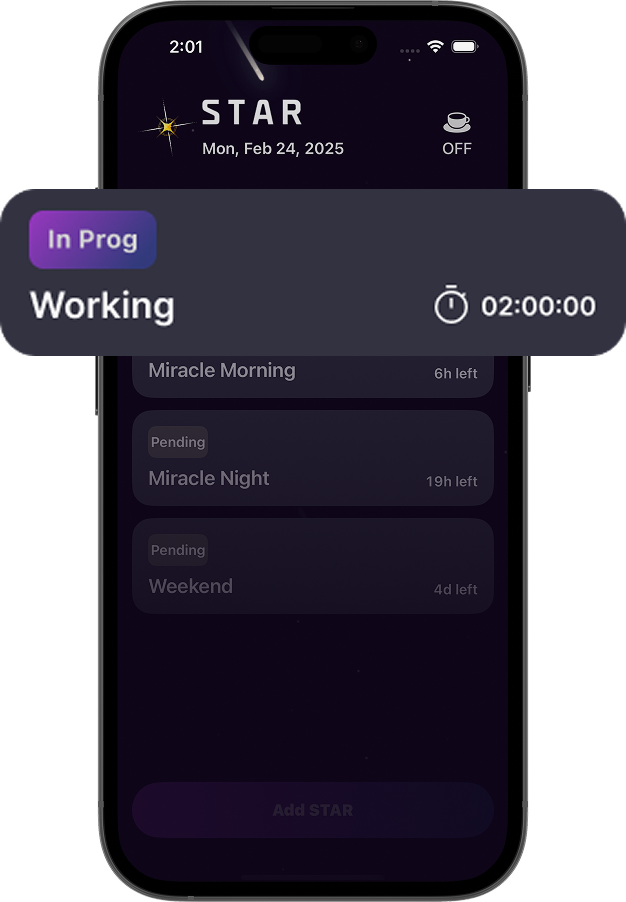 2:01
STAR
Mon, Feb 24, 2025
OFF
In Prog
Working
02:00:00
Miracle Morning
6h left
Pending
Miracle Night
19h left
Pending
Weekend
4d left
Add STAR